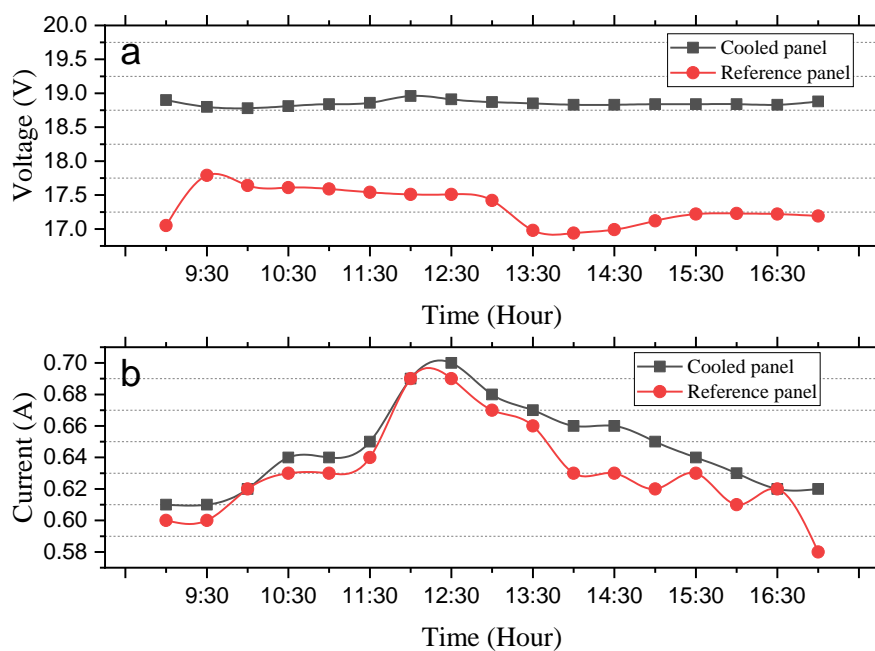 a
Cooled panel
Reference panel
Voltage (V)
20.0
19.5
19.0
18.5
18.0
17.5
17.0
9:30 10:30 11:30 12:30 13:30 14:30 15:30 16:30
Time (Hour)
b
Cooled panel
Reference panel
Current (A)
0.70
0.68
0.66
0.64
0.62
0.60
0.58
9:30 10:30 11:30 12:30 13:30 14:30 15:30 16:30
Time (Hour)